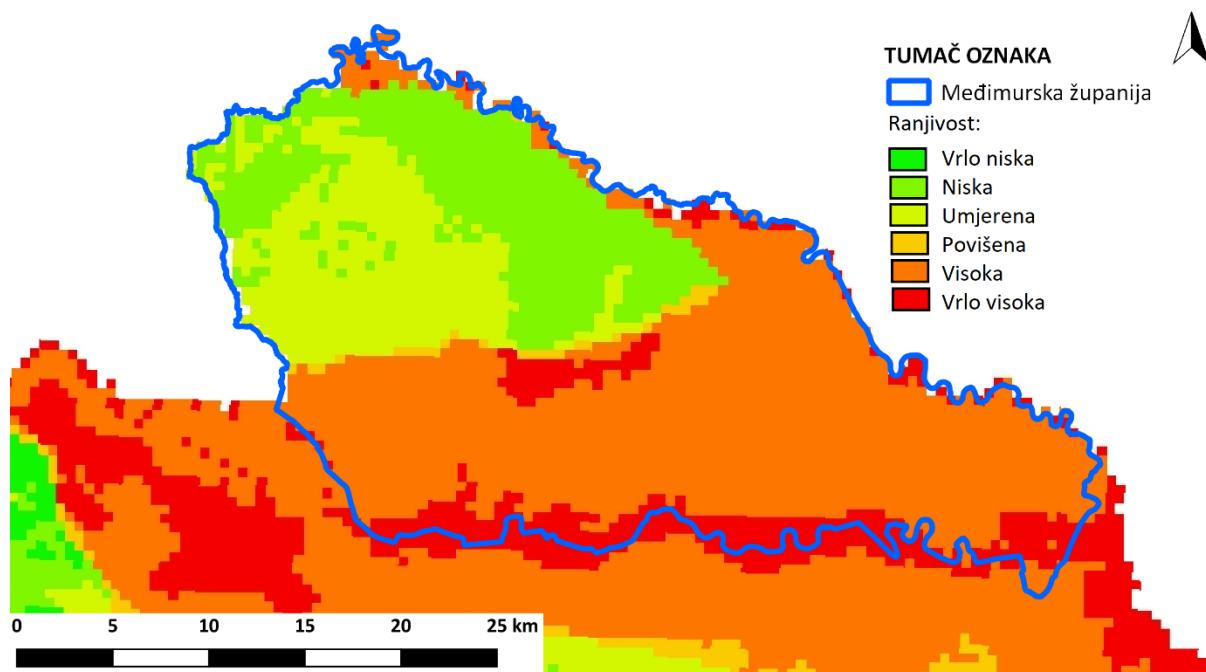 TUMAČ OZNAKA
Međimurska županija
Ranjivost:
Vrlo niska
Niska
Umjerena
Povišena
Visoka
Vrlo visoka
0 5 10 15 20 25 km